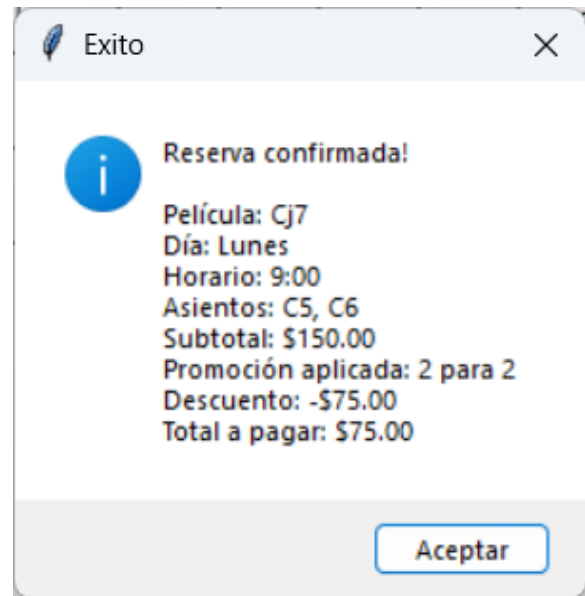 Exito
Reserva confirmada!
Película: Cj7
Día: Lunes
Horario: 9:00
Asientos: C5, C6
Subtotal: $150.00
Promoción aplicada: 2 para 2
Descuento: -$75.00
Total a pagar: $75.00
Aceptar